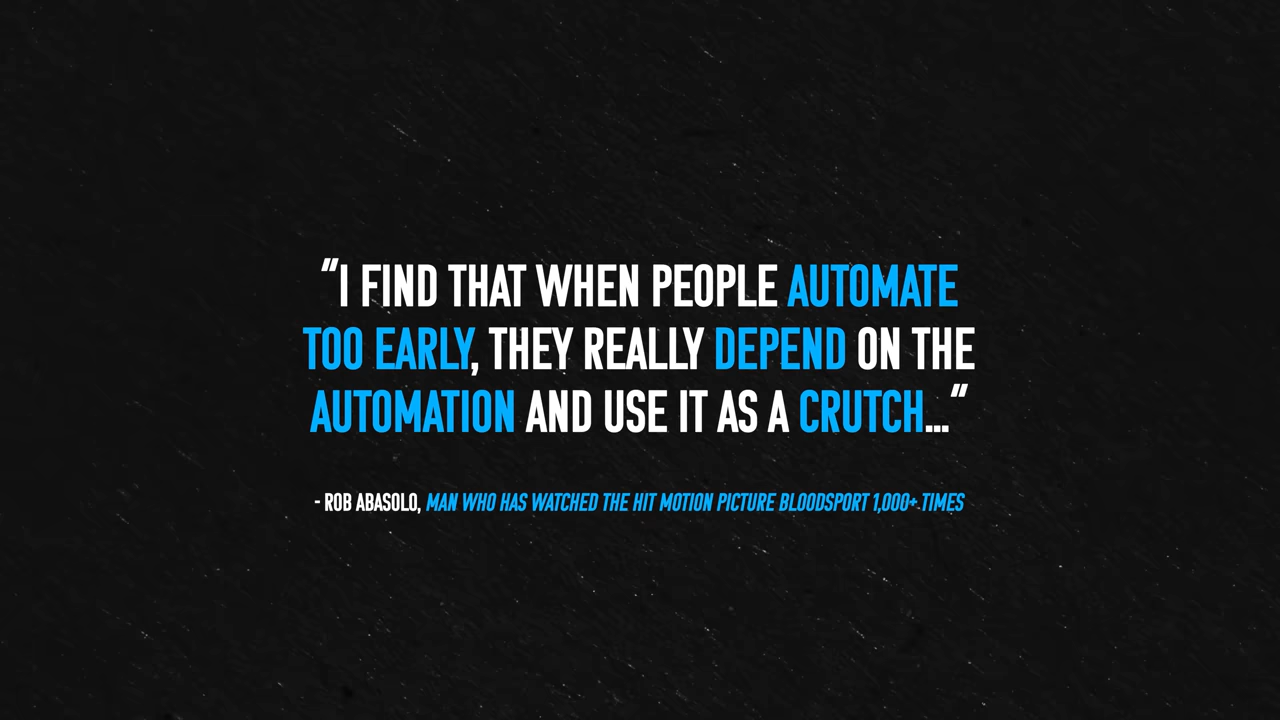 "I FIND THAT WHEN PEOPLE AUTOMATE
TOO EARLY, THEY REALLY DEPEND ON THE
AUTOMATION AND USE IT AS A CRUTCH..."
- ROB ABASOLO, MAN WHO HAS WATCHED THE HIT MOTION PICTURE BLOODSPORT 1,000+ TIMES